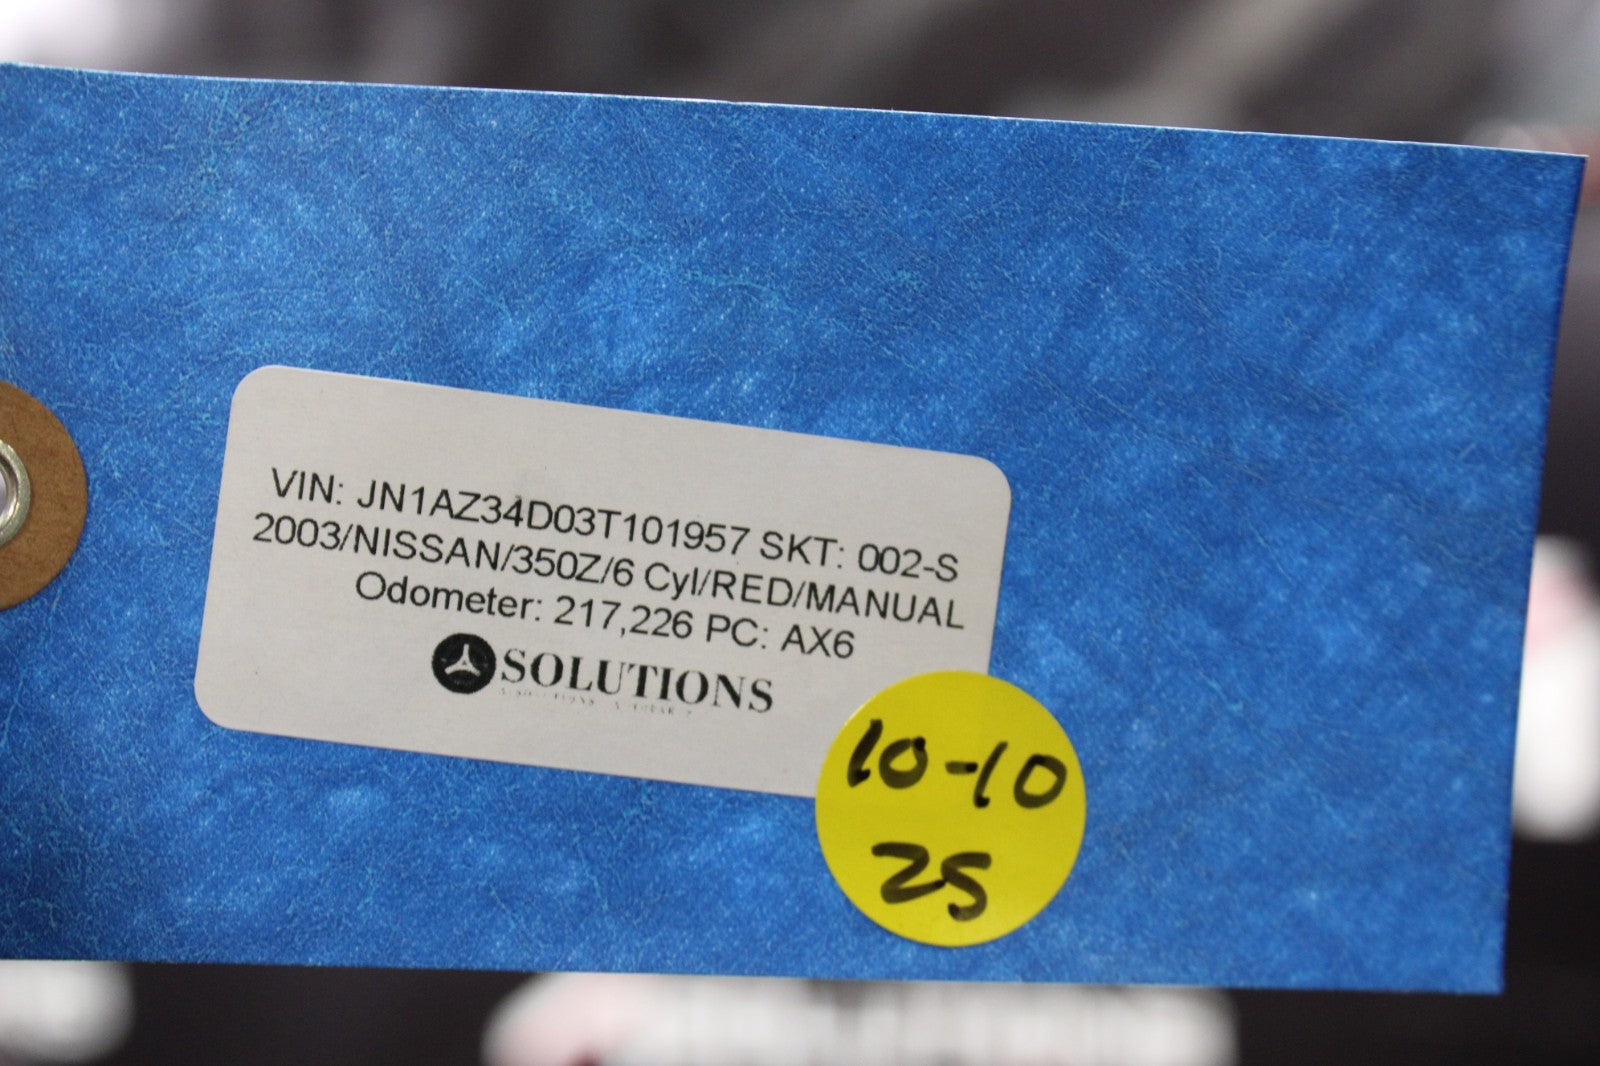 VIN: JN1AZ34D03T101957 SKT: 002-S
2003/NISSAN/350Z/6 Cyl/RED/MANUAL
Odometer: 217,226 PC: AX6
SOLUTIONS
10-10
25